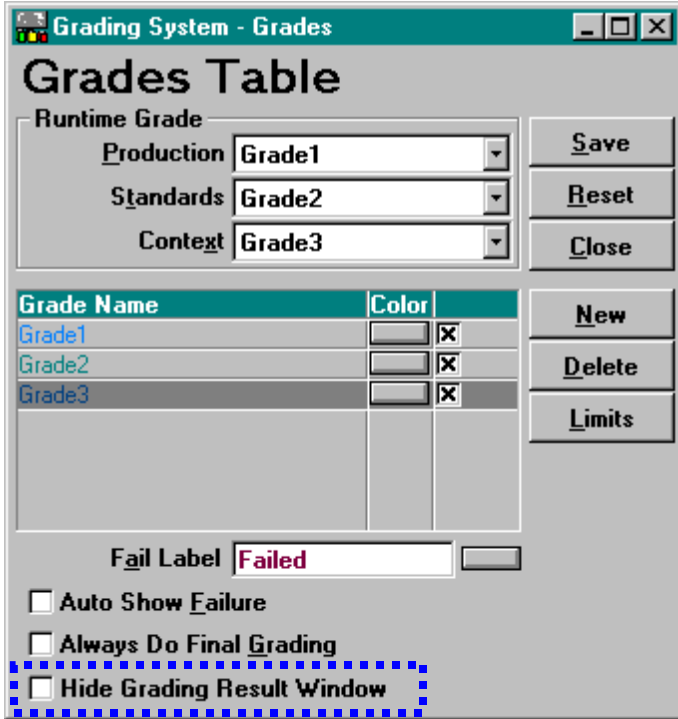 Grading System - Grades
Grades Table
Runtime Grade
Production Grade1
Standards Grade2
Context Grade3
Save
Reset
Close
Grade Name Color
Grade1
Grade2
Grade3
New
Delete
Limits
Fail Label Failed
Auto Show Failure
Always Do Final Grading
Hide Grading Result Window